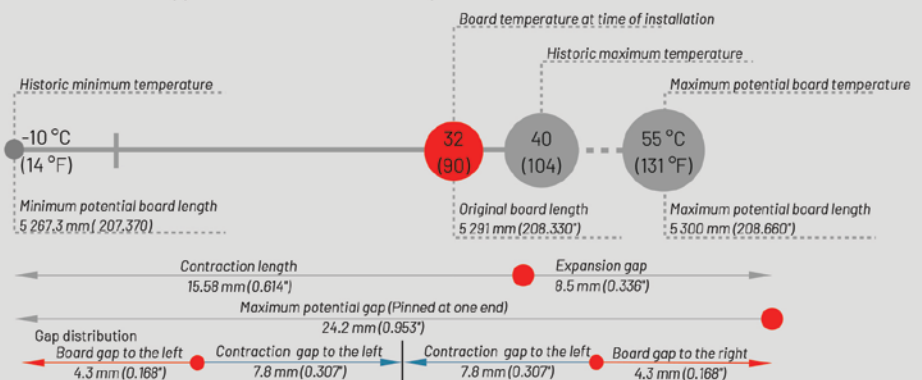 Board temperature at time of installation
Historic maximum temperature
Historic minimum temperature
Maximum potential board temperature
-10 °C
(14 °F)
32
(90)
40
(104)
55 °C
(131 °F)
Minimum potential board length
5 267.3 mm ( 207.370)
Original board length
5 291 mm (208.330")
Maximum potential board length
5 300 mm (208.660")
Contraction length
15.58 mm (0.614")
Expansion gap
8.5 mm (0.336")
Maximum potential gap (Pinned at one end)
24.2 mm (0.953")
Gap distribution
Board gap to the left
4.3 mm (0.168")
Contraction gap to the left
7.8 mm (0.307")
Contraction gap to the left
7.8 mm (0.307")
Board gap to the right
4.3 mm (0.168")